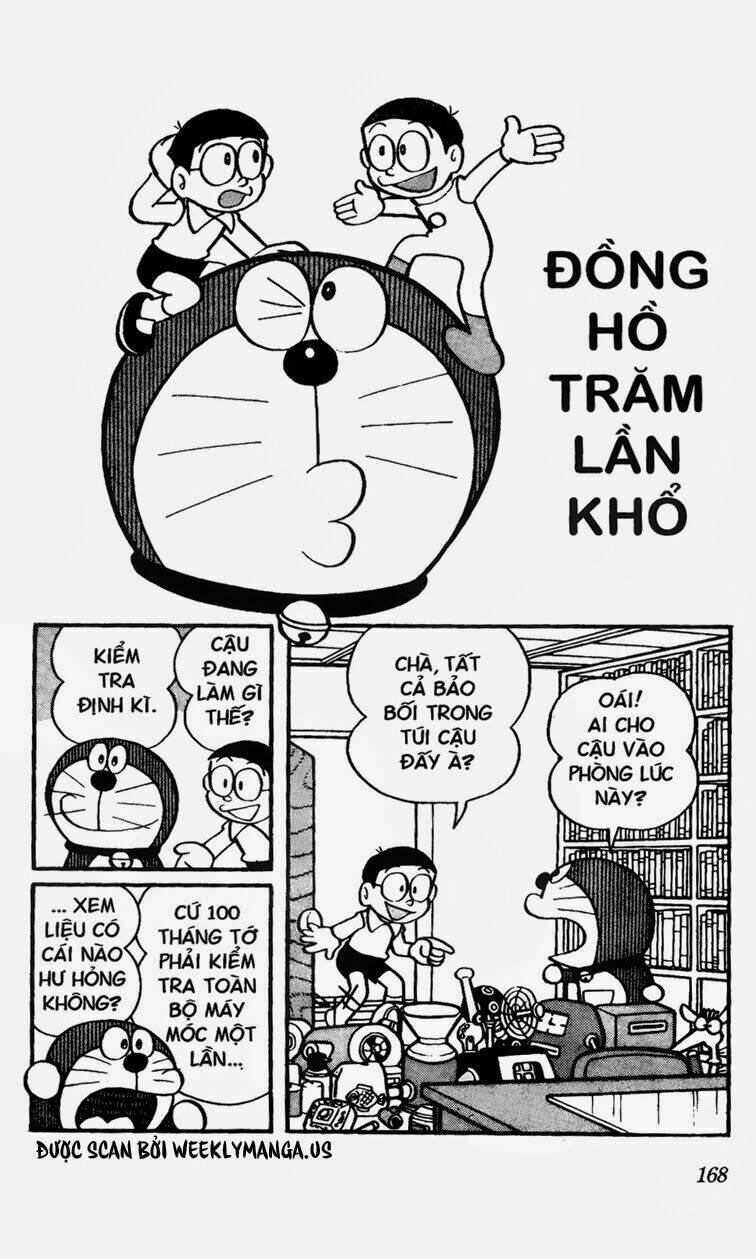 ĐỒNG
HỒ
TRĂM
LẦN
KHỔ
CHÀ, TẤT
CẢ BẢO
BỐI TRONG
TÚI CẬU
ĐẤY À?
OÁI!
AI CHO
CẬU VÀO
PHÒNG LÚC
NÀY?
CẬU
ĐANG
LÀM GÌ
THẾ?
KIỂM
TRA
ĐỊNH KÌ.
CỨ 100
THÁNG TỚ
PHẢI KIỂM
TRA TOÀN
BỘ MÁY
MÓC MỘT
LẦN...
... XEM
LIỆU CÓ
CÁI NÀO
HƯ HỎNG
KHÔNG?
ĐƯỢC SCAN BỞI WEEKLYMANGA.US
168